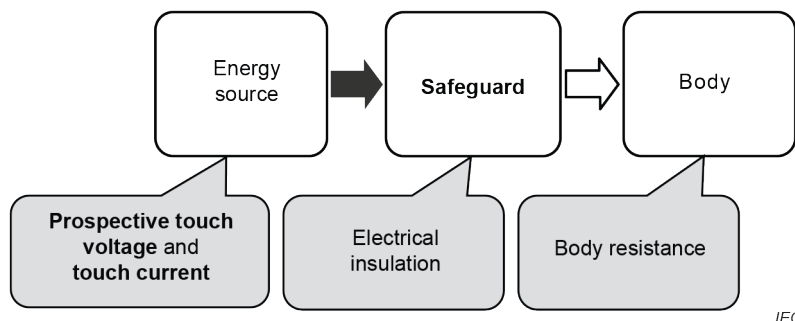 Energy
source
Safeguard
Body
Prospective touch
voltage and
touch current
Electrical
insulation
Body resistance